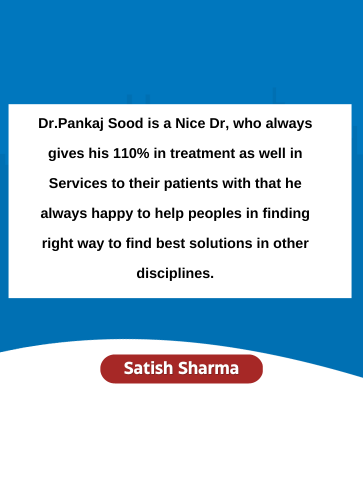 Dr.Pankaj Sood is a Nice Dr, who always
gives his 110% in treatment as well in
Services to their patients with that he
always happy to help peoples in finding
right way to find best solutions in other
disciplines.
Satish Sharma